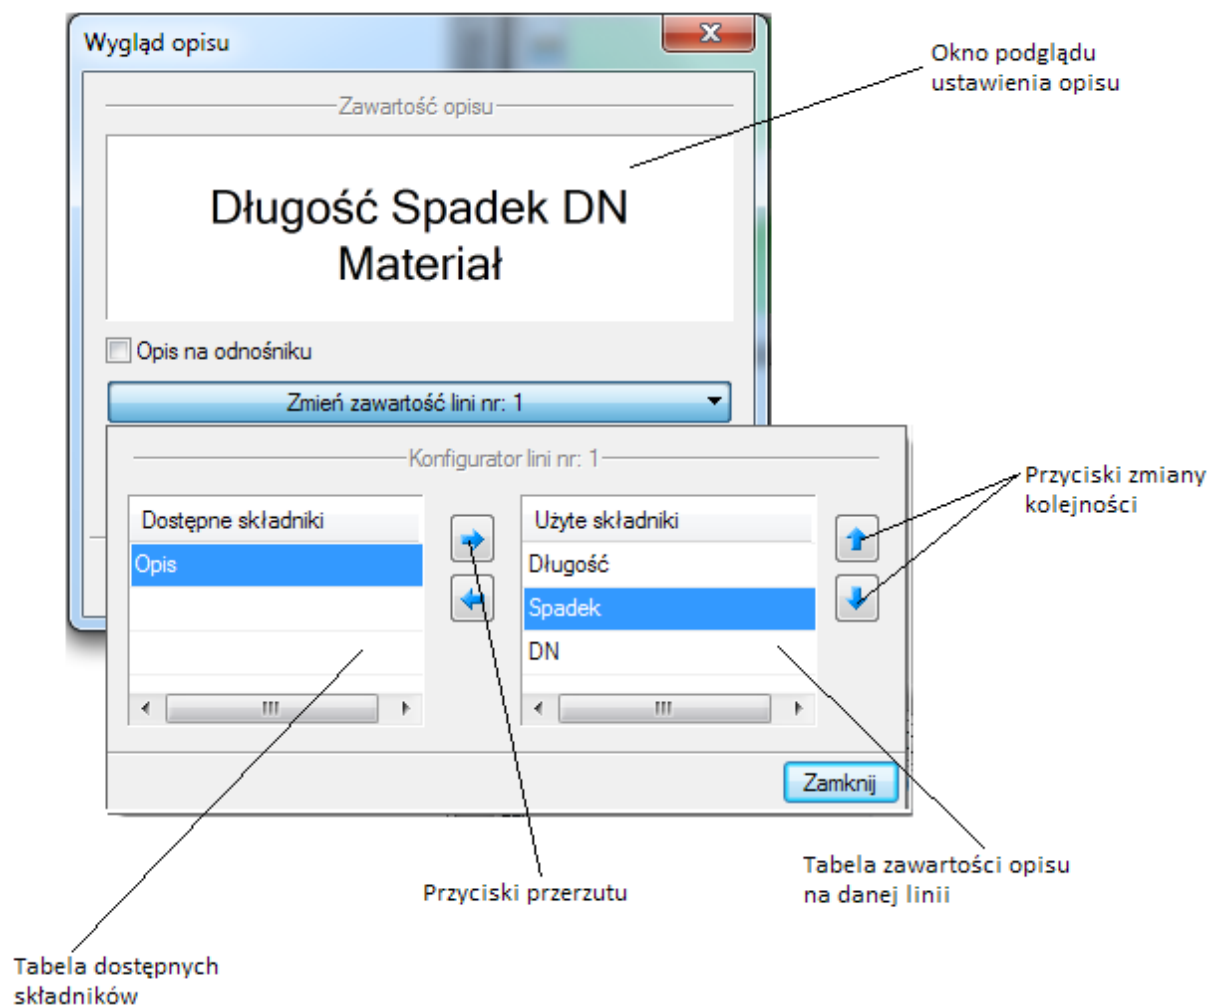 Wygląd opisu
Okno podglądu
ustawienia opisu
Zawartość opisu
Długość Spadek DN
Materiał
Opis na odnośniku
Zmień zawartość lini nr: 1
Konfigurator lini nr: 1
Przyciski zmiany
kolejności
Dostępne składniki
Opis
Użyte składniki
Długość
Spadek
DN
Zamknij
Tabela zawartości opisu
na danej linii
Przyciski przerzutu
Tabela dostępnych
składników